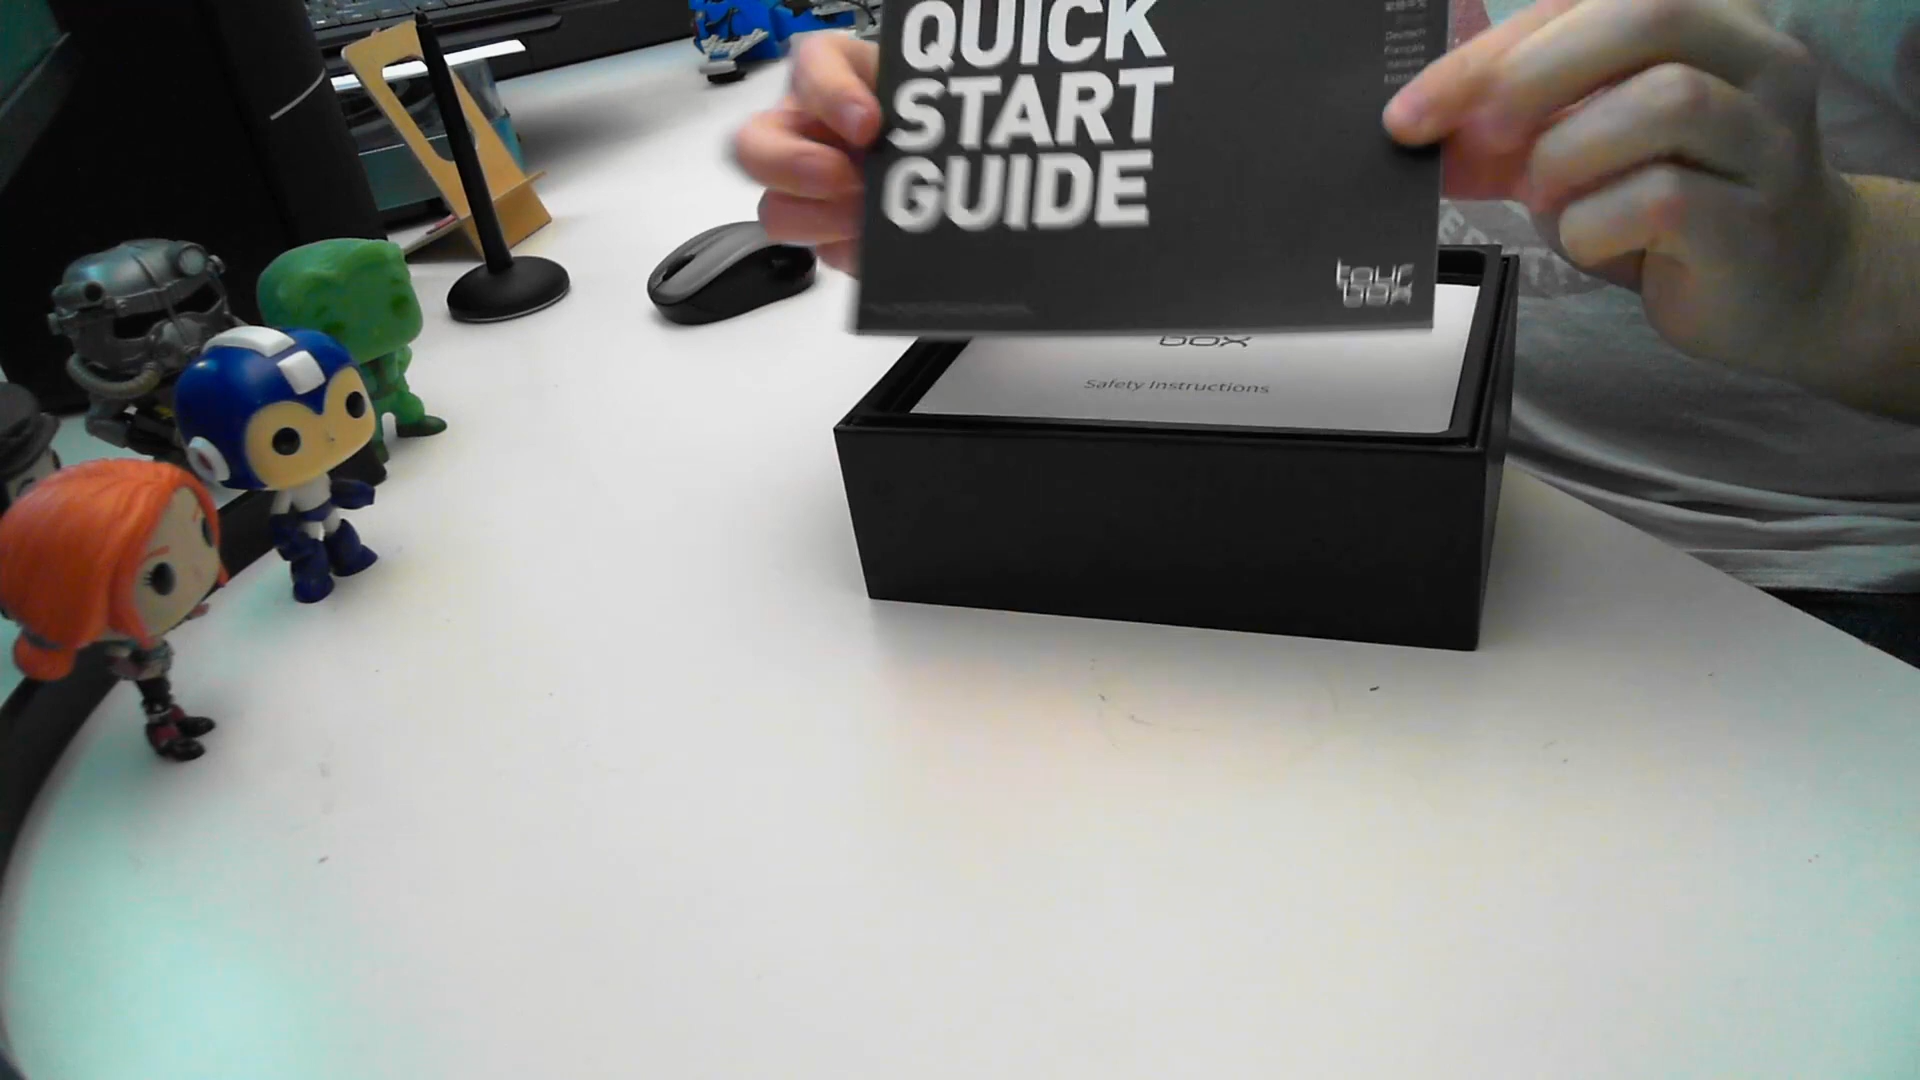 QUICK
START
GUIDE
Deutsch
Français
tour
box
box
Safety Instructions